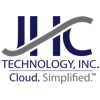 JHC
TECHNOLOGY, INC.
Cloud. Simplified.™